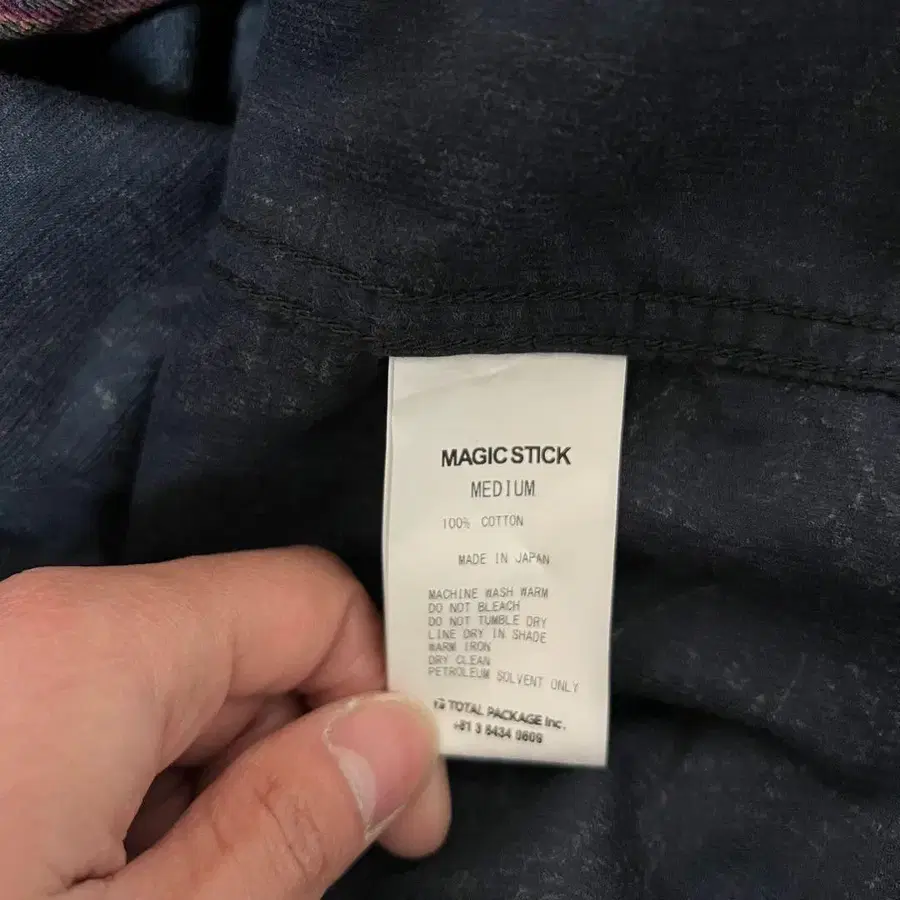 MAGIC STICK
MEDIUM
100% COTTON
MADE IN JAPAN
MACHINE WASH WARM
DO NOT BLEACH
DO NOT TUMBLE DRY
LINE DRY IN SHADE
WARM IRON
DRY CLEAN
PETROLEUM SOLVENT ONLY
TOTAL PACKAGE Inc.
+81 3 6434 0609